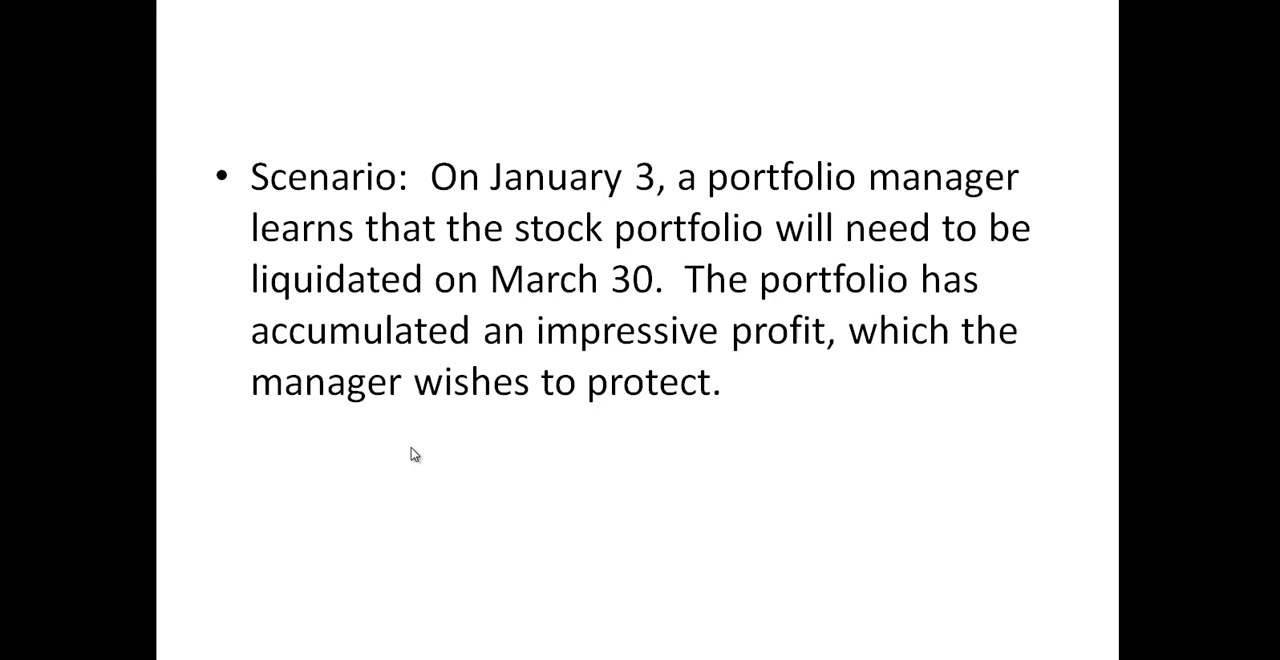 • Scenario:  On January 3, a portfolio manager
learns that the stock portfolio will need to be
liquidated on March 30.  The portfolio has
accumulated an impressive profit, which the
manager wishes to protect.